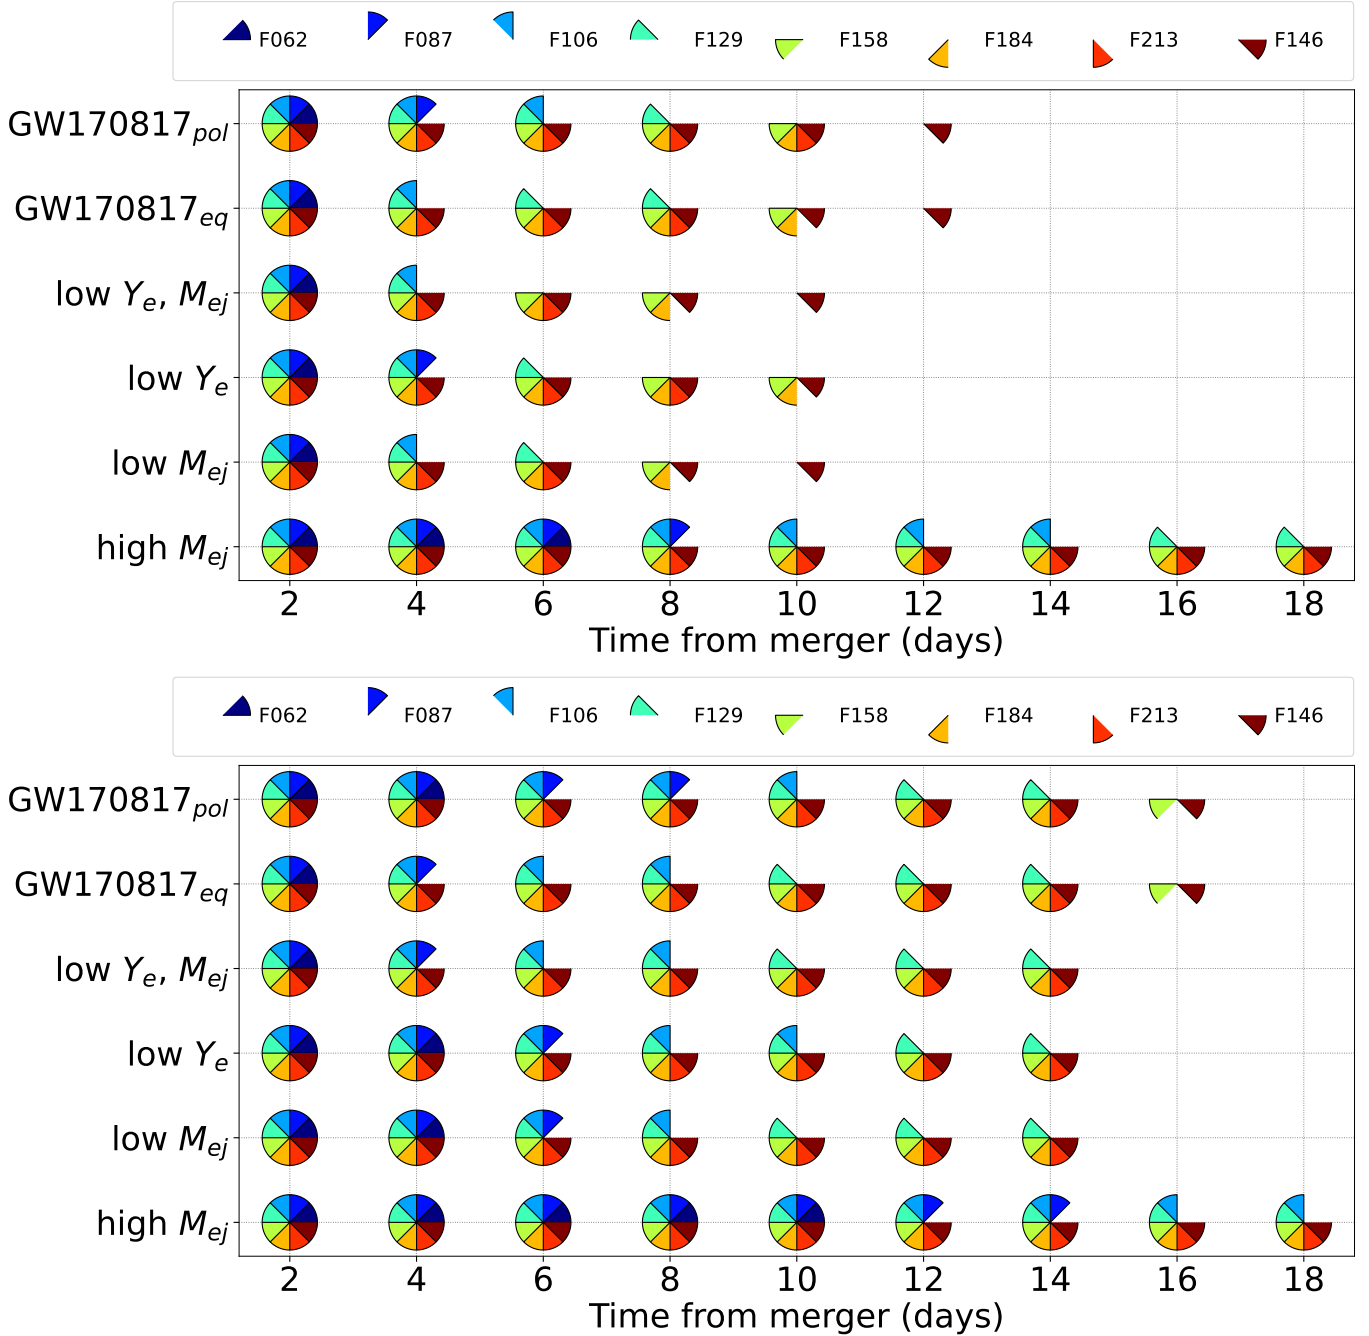 F062 F087 F106 F129 F158 F184 F213 F146
GW170817pol
GW170817eq
low Ye, Mej
low Ye
low Mej
high Mej
2 4 6 8 10 12 14 16 18
Time from merger (days)
F062 F087 F106 F129 F158 F184 F213 F146
GW170817pol
GW170817eq
low Ye, Mej
low Ye
low Mej
high Mej
2 4 6 8 10 12 14 16 18
Time from merger (days)